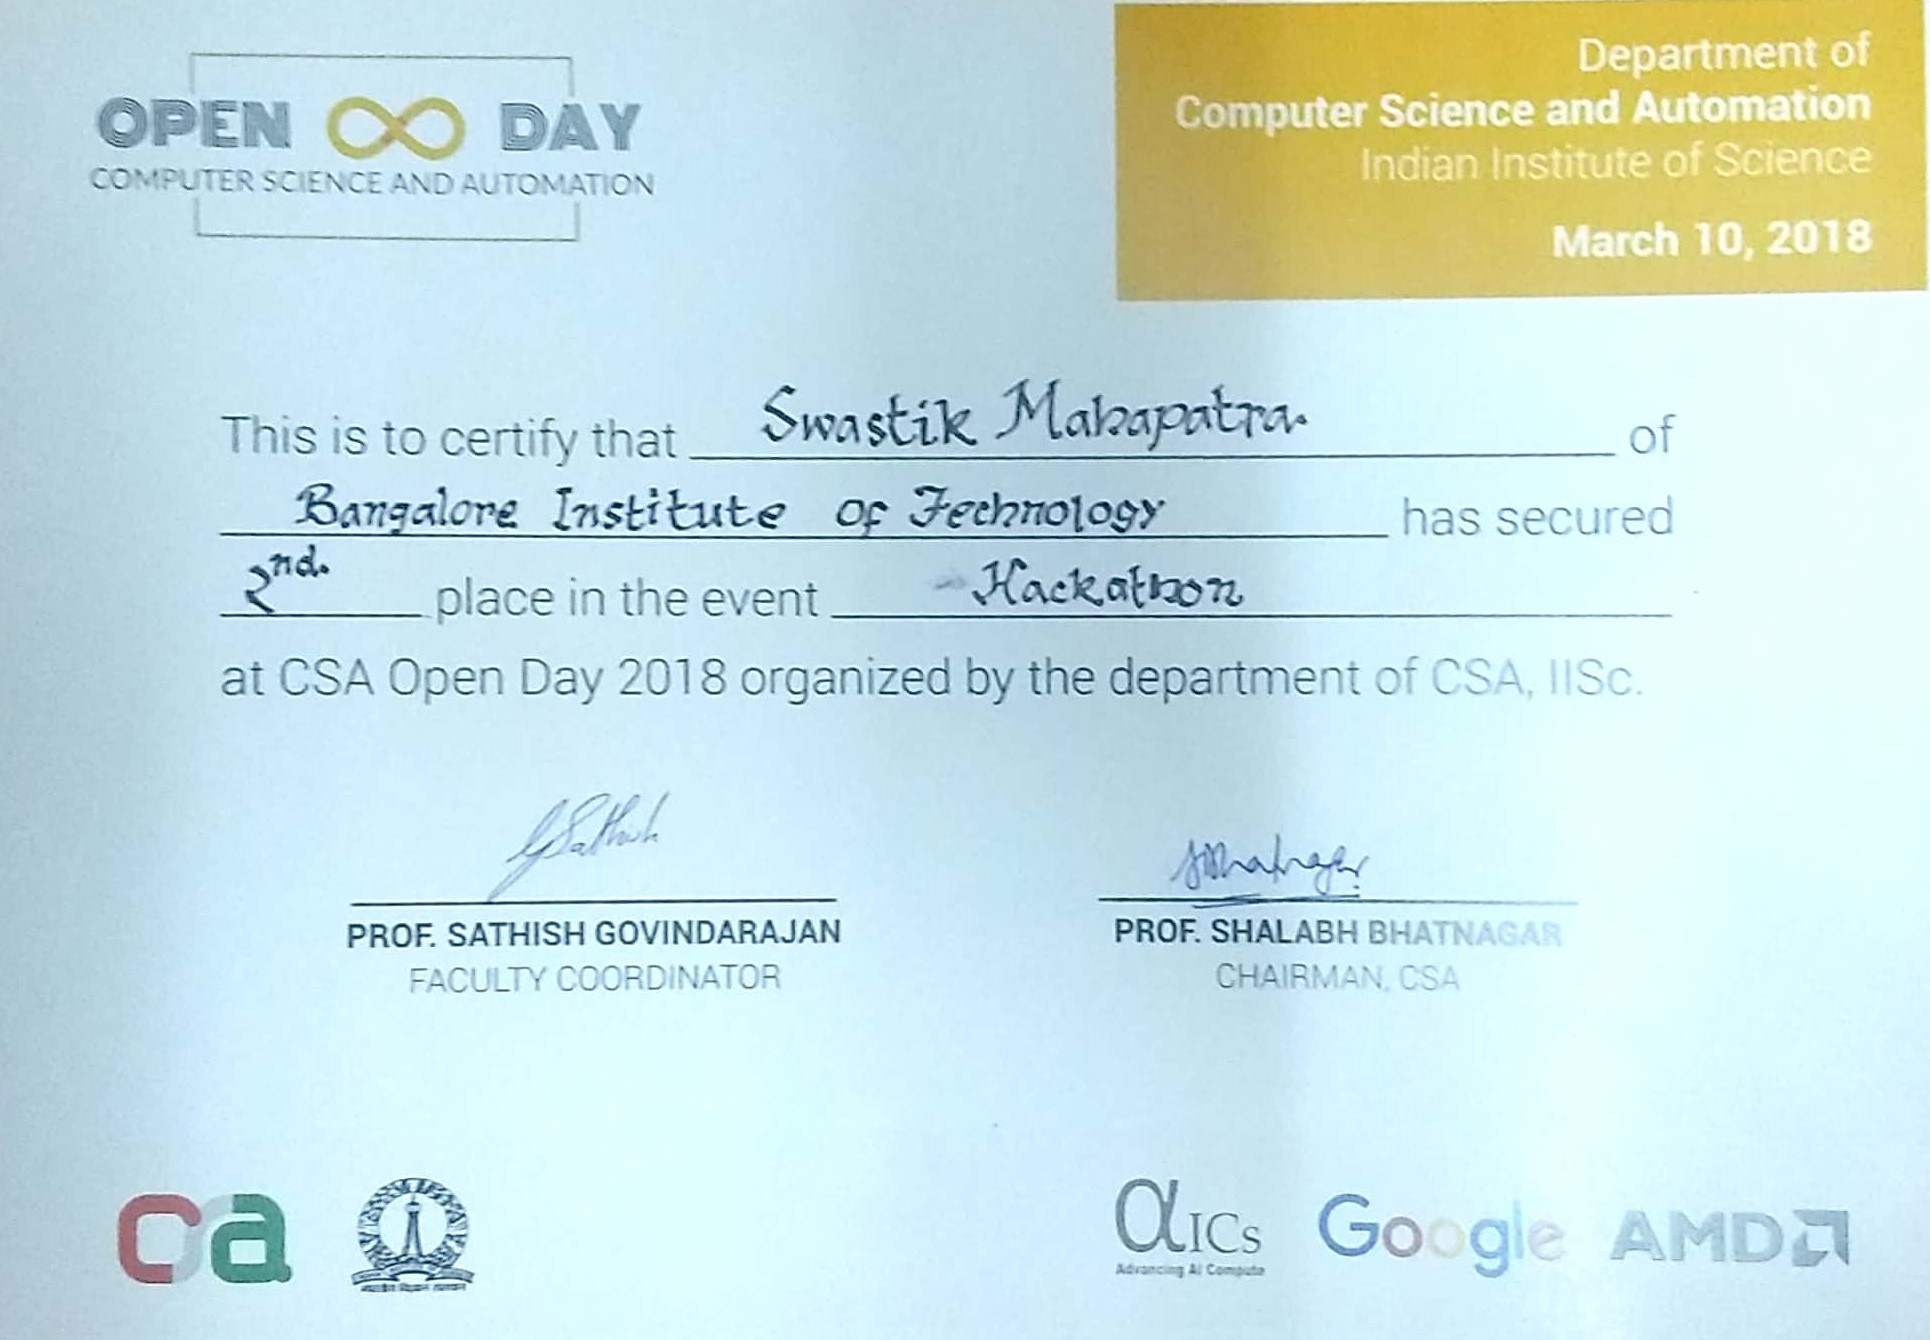 OPEN DAY
COMPUTER SCIENCE AND AUTOMATION
Department of
Computer Science and Automation
Indian Institute of Science
March 10, 2018
This is to certify that Swastik Mahapatra of
Bangalore Institute Of Technology has secured
2nd. place in the event Hackathon
at CSA Open Day 2018 organized by the department of CSA, IISc.
GSathish
SBhatnagar
PROF. SATHISH GOVINDARAJAN
FACULTY COORDINATOR
PROF. SHALABH BHATNAGAR
CHAIRMAN, CSA
csa
αICs
Advancing AI Compute
Google
AMD